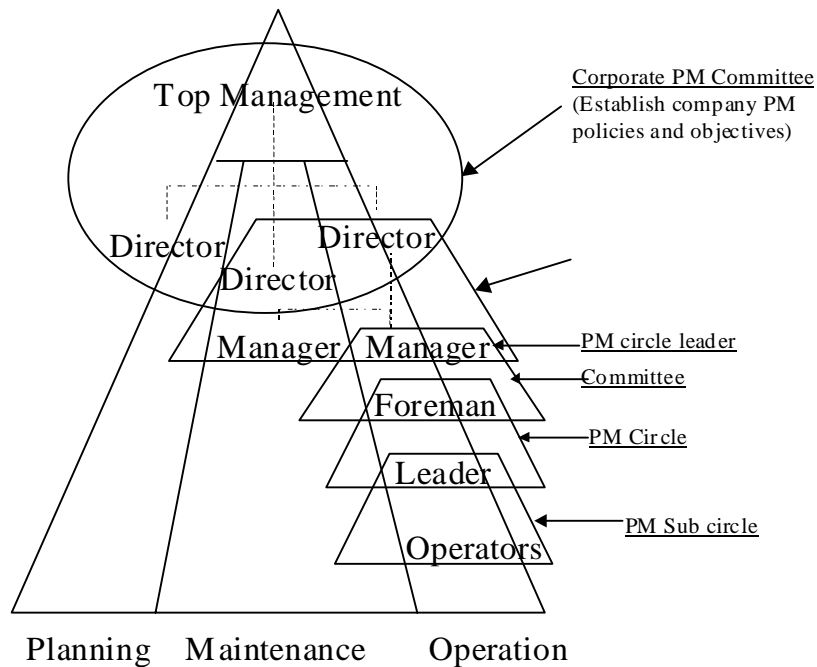 Corporate PM Committee
(Establish company PM
policies and objectives)
Top Management
Director
Director
Director
Manager
Manager
PM circle leader
Committee
Foreman
PM Circle
Leader
PM Sub circle
Operators
Planning
Maintenance
Operation